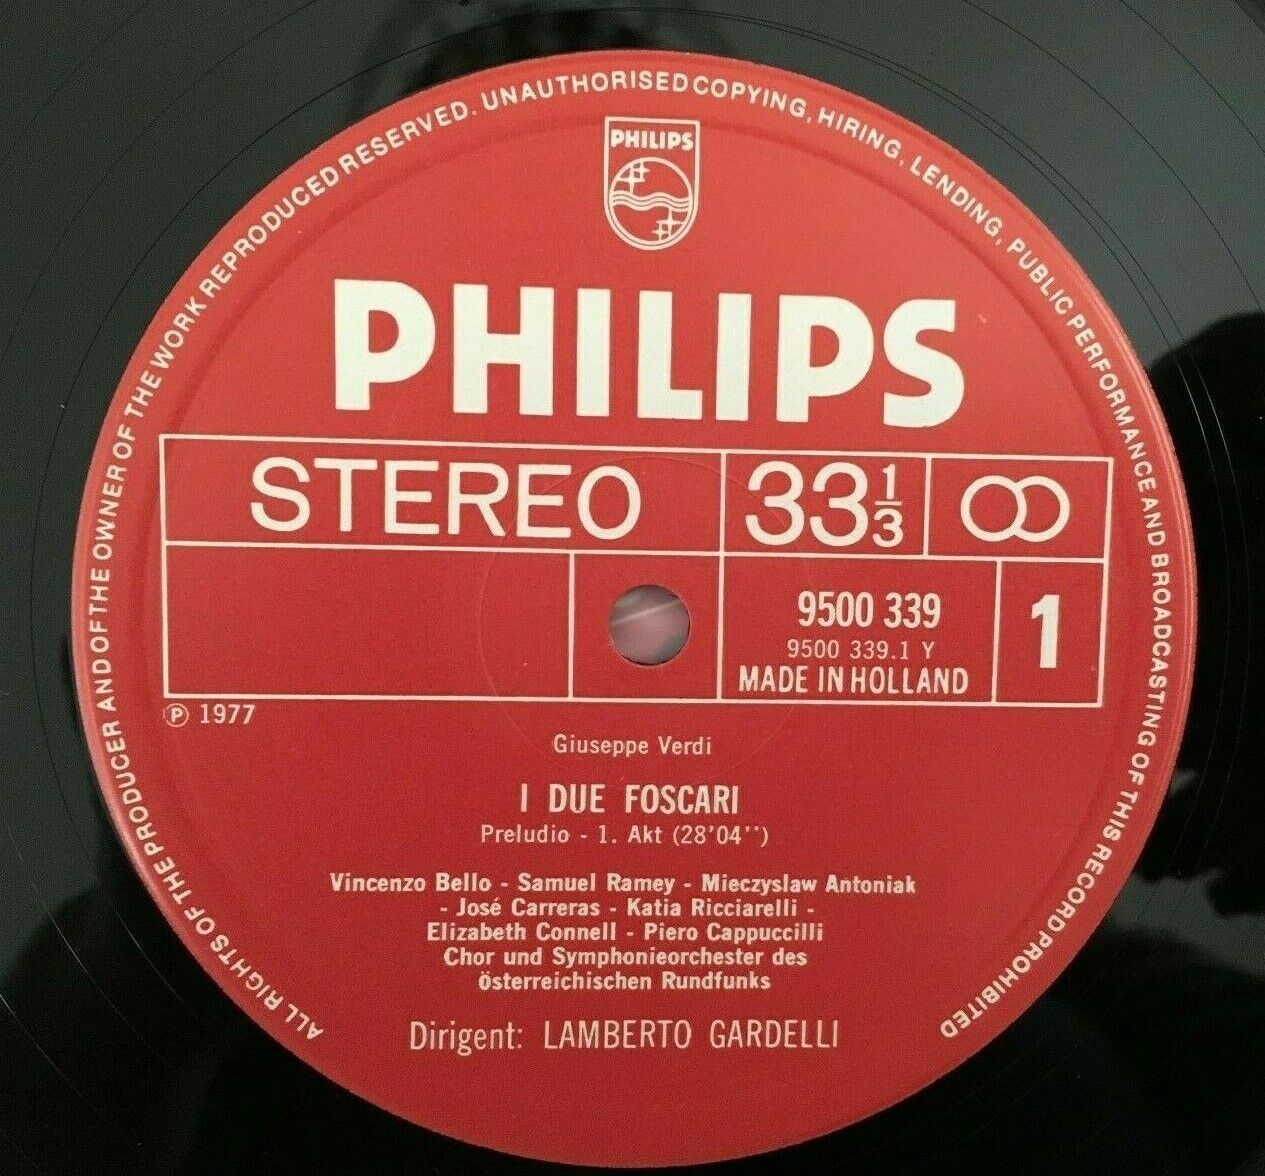 ALL RIGHTS OF THE PRODUCER AND OF THE OWNER OF THE WORK REPRODUCED RESERVED. UNAUTHORISED COPYING, HIRING, LENDING, PUBLIC PERFORMANCE AND BROADCASTING OF THIS RECORD PROHIBITED
PHILIPS
PHILIPS
STEREO
33 1/3
9500 339
9500 339.1 Y
MADE IN HOLLAND
1
℗ 1977
Giuseppe Verdi
I DUE FOSCARI
Preludio - 1. Akt (28'04'')
Vincenzo Bello - Samuel Ramey - Mieczyslaw Antoniak
- José Carreras - Katia Ricciarelli -
Elizabeth Connell - Piero Cappuccilli
Chor und Symphonieorchester des
österreichischen Rundfunks
Dirigent: LAMBERTO GARDELLI